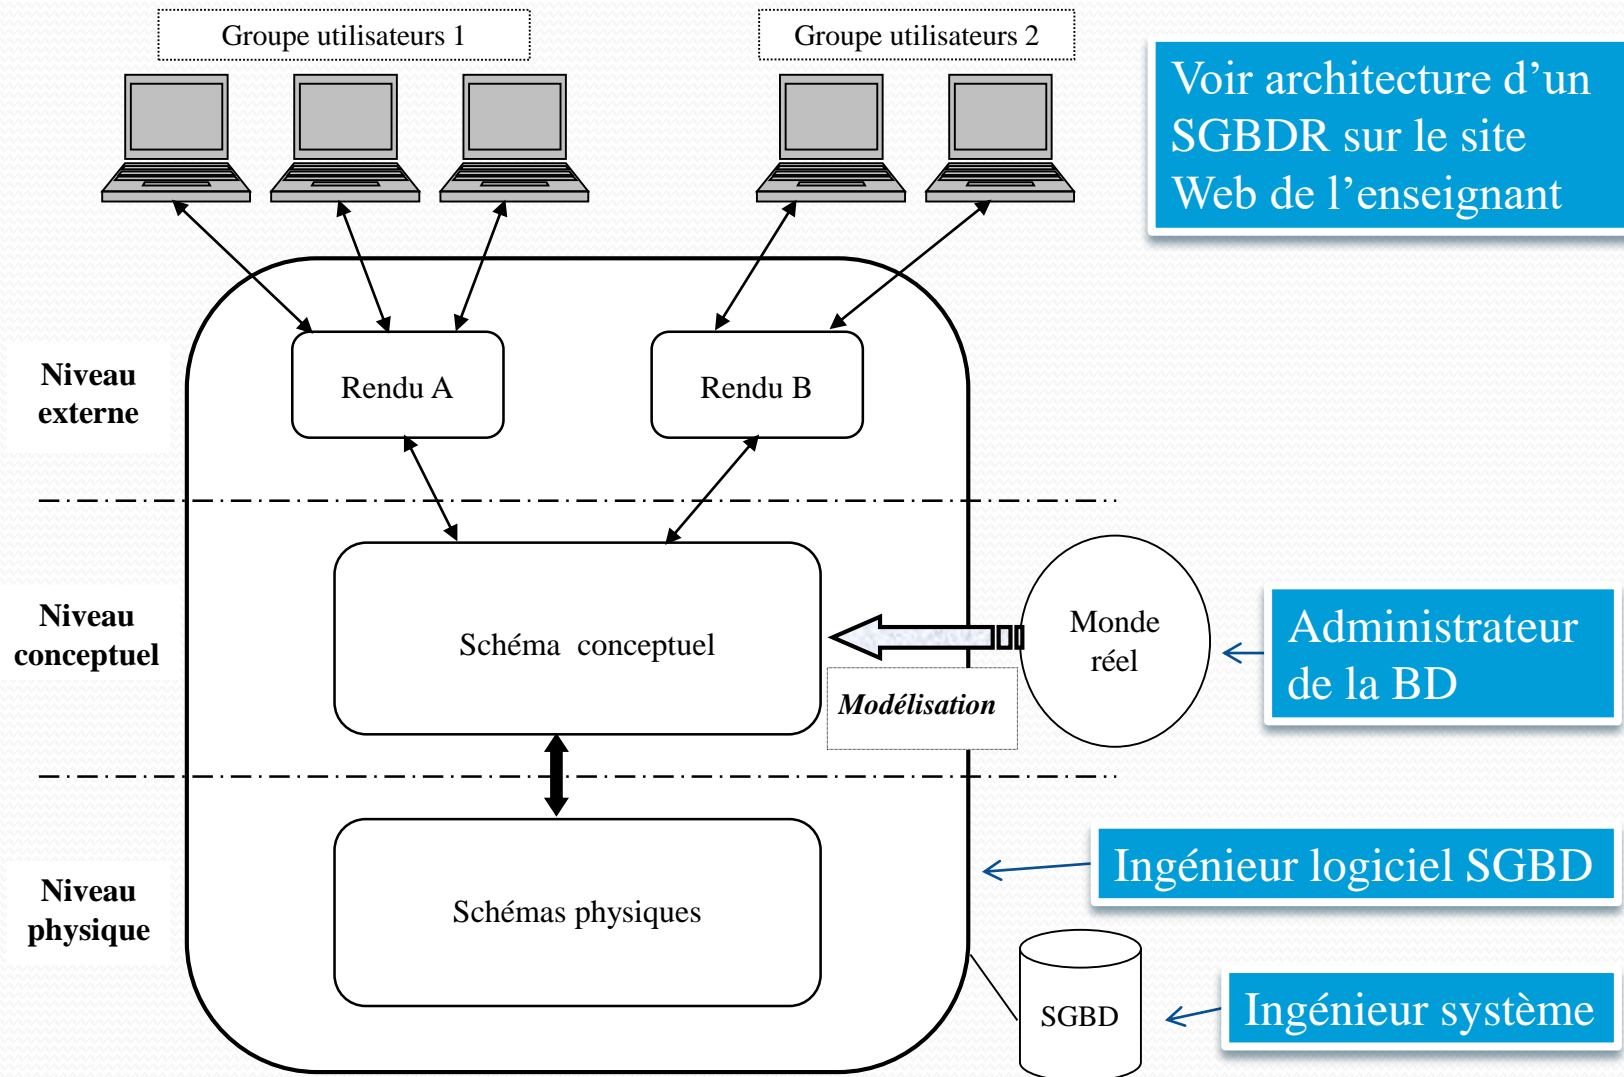 Groupe utilisateurs 1
Groupe utilisateurs 2
Voir architecture d’un
SGBDR sur le site
Web de l’enseignant
Niveau
externe
Rendu A
Rendu B
Niveau
conceptuel
Schéma conceptuel
Modélisation
Monde
réel
Administrateur
de la BD
Niveau
physique
Schémas physiques
Ingénieur logiciel SGBD
SGBD
Ingénieur système